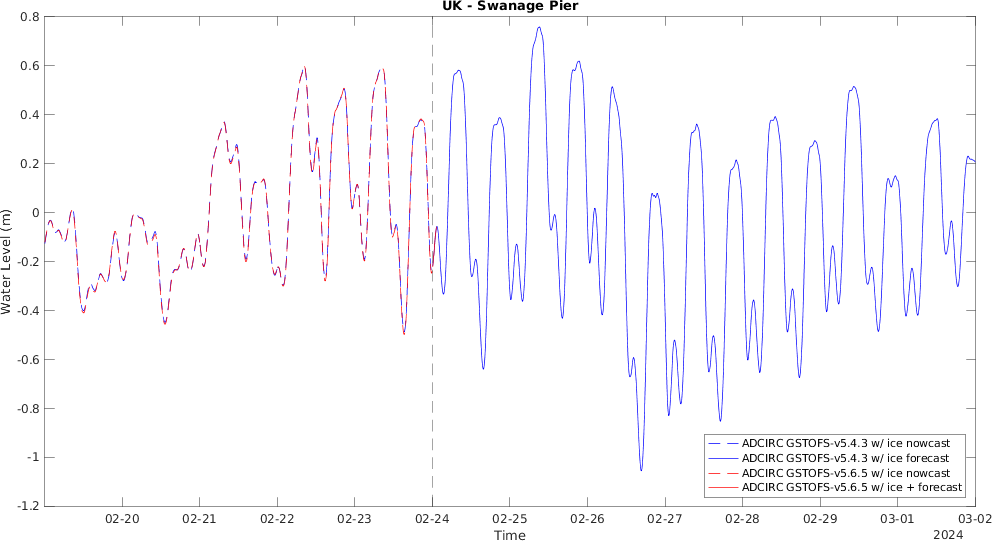 UK - Swanage Pier
0.8
0.6
0.4
0.2
0
-0.2
-0.4
-0.6
-0.8
-1
-1.2
Water Level (m)
ADCIRC GSTOFS-v5.4.3 w/ ice nowcast
ADCIRC GSTOFS-v5.4.3 w/ ice forecast
ADCIRC GSTOFS-v5.6.5 w/ ice nowcast
ADCIRC GSTOFS-v5.6.5 w/ ice + forecast
02-20 02-21 02-22 02-23 02-24 02-25 02-26 02-27 02-28 02-29 03-01 03-02
Time
2024